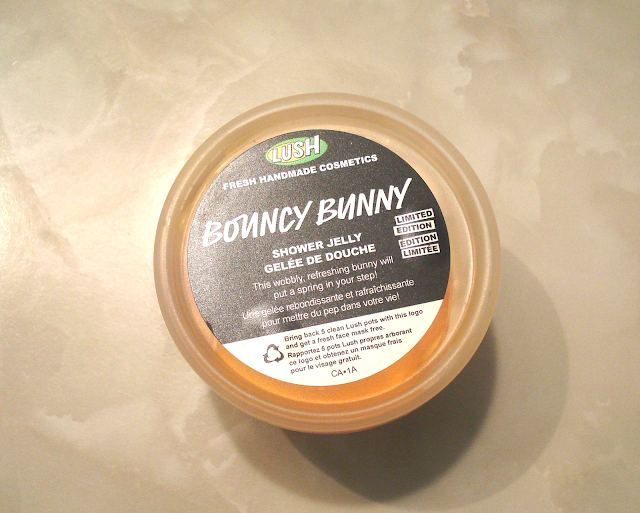 LUSH
FRESH HANDMADE COSMETICS
BOUNCY BUNNY
LIMITED
EDITION
ÉDITION
LIMITÉE
SHOWER JELLY
GELÉE DE DOUCHE
This wobbly, refreshing bunny will
put a spring in your step!
Une gelée rebondissante et rafraîchissante
pour mettre du pep dans votre vie!
Bring back 5 clean Lush pots with this logo
and get a fresh face mask free.
Rapportez 5 pots Lush propres arborant
ce logo et obtenez un masque frais
pour le visage gratuit.
CA•1A